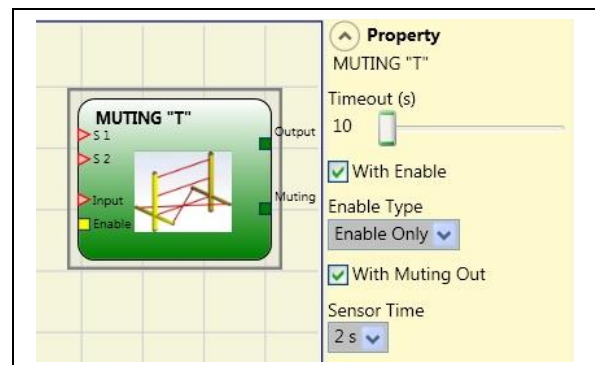 MUTING "T"
S 1
S 2
Input
Enable
Output
Muting
Property
MUTING "T"
Timeout (s)
10
With Enable
Enable Type
Enable Only
With Muting Out
Sensor Time
2 s